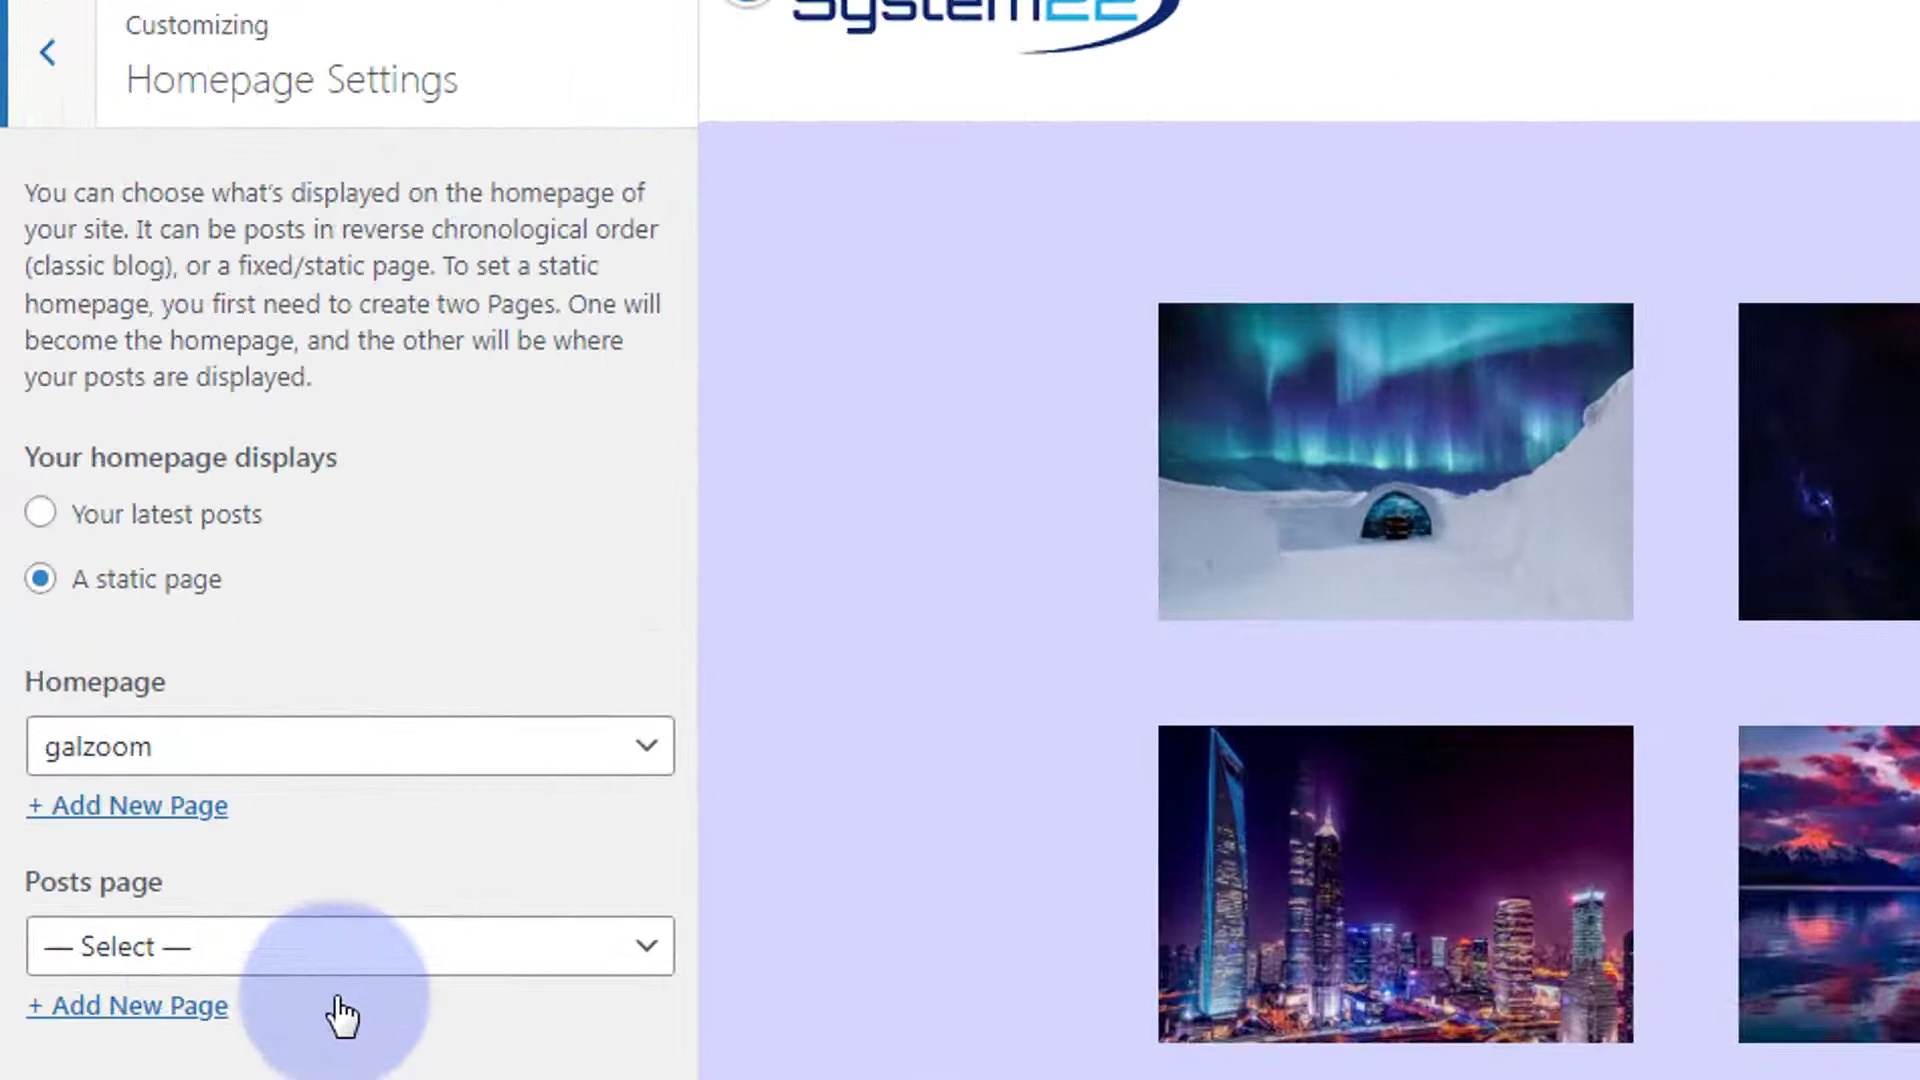 Customizing
Homepage Settings
System22
You can choose what's displayed on the homepage of
your site. It can be posts in reverse chronological order
(classic blog), or a fixed/static page. To set a static
homepage, you first need to create two Pages. One will
become the homepage, and the other will be where
your posts are displayed.
Your homepage displays
Your latest posts
A static page
Homepage
galzoom
+ Add New Page
Posts page
— Select —
+ Add New Page